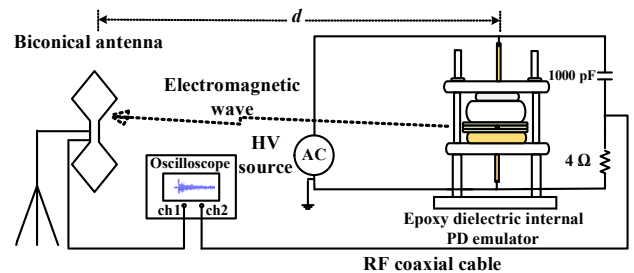 d
Biconical antenna
Electromagnetic
wave
1000 pF
HV
source
AC
Oscilloscope
4 Ω
ch1 ch2
Epoxy dielectric internal
PD emulator
RF coaxial cable